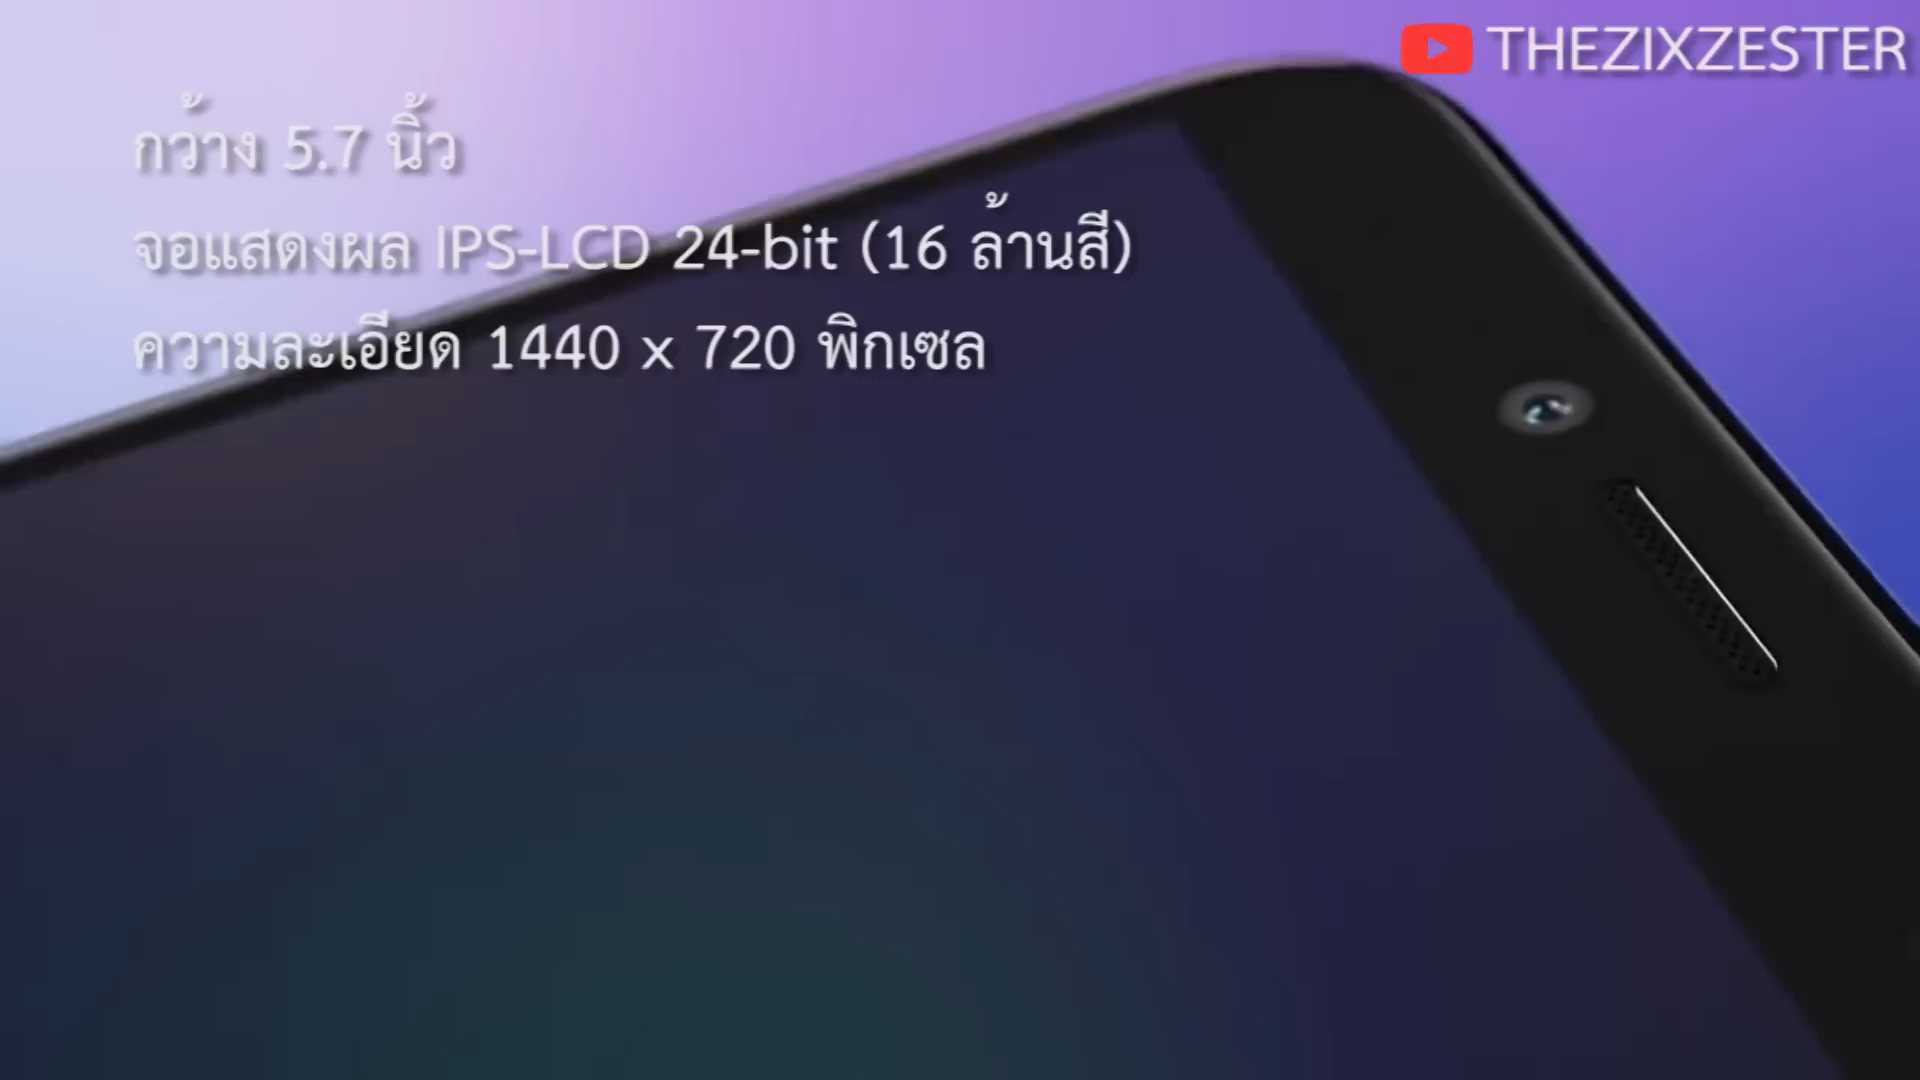 THEZIXZESTER
กว้าง 5.7 นิ้ว
จอแสดงผล IPS-LCD 24-bit (16 ล้านสี)
ความละเอียด 1440 x 720 พิกเซล